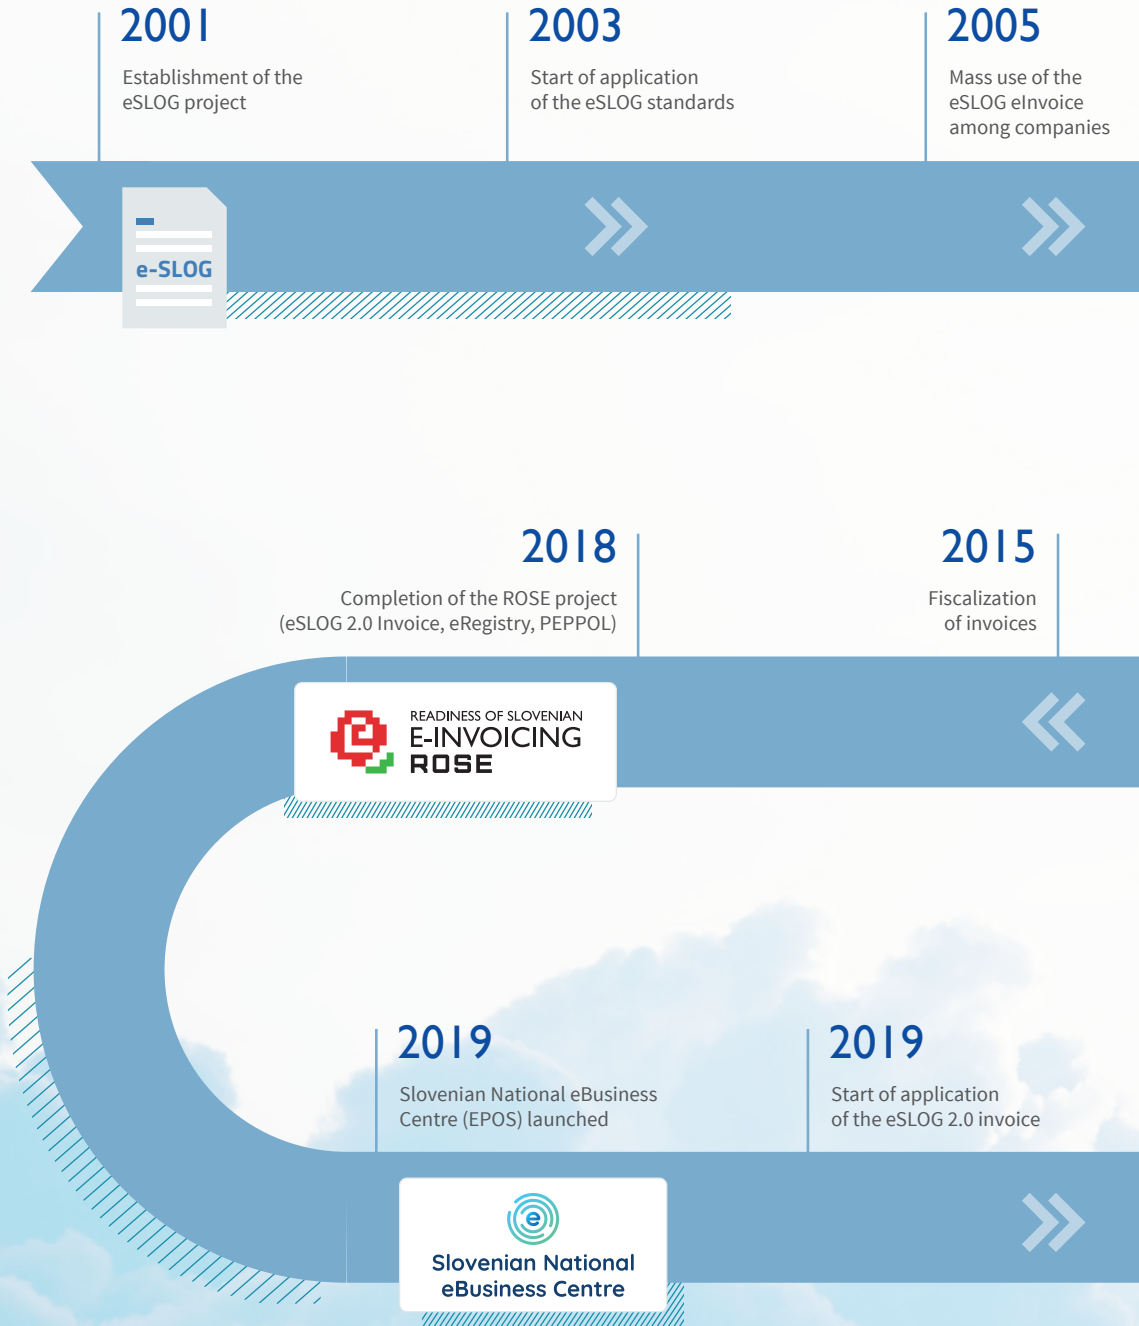 2001
Establishment of the
eSLOG project
2003
Start of application
of the eSLOG standards
2005
Mass use of the
eSLOG eInvoice
among companies
e-SLOG
2018
Completion of the ROSE project
(eSLOG 2.0 Invoice, eRegistry, PEPPOL)
2015
Fiscalization
of invoices
READINESS OF SLOVENIAN
E-INVOICING
ROSE
2019
Slovenian National eBusiness
Centre (EPOS) launched
2019
Start of application
of the eSLOG 2.0 invoice
e
Slovenian National
eBusiness Centre